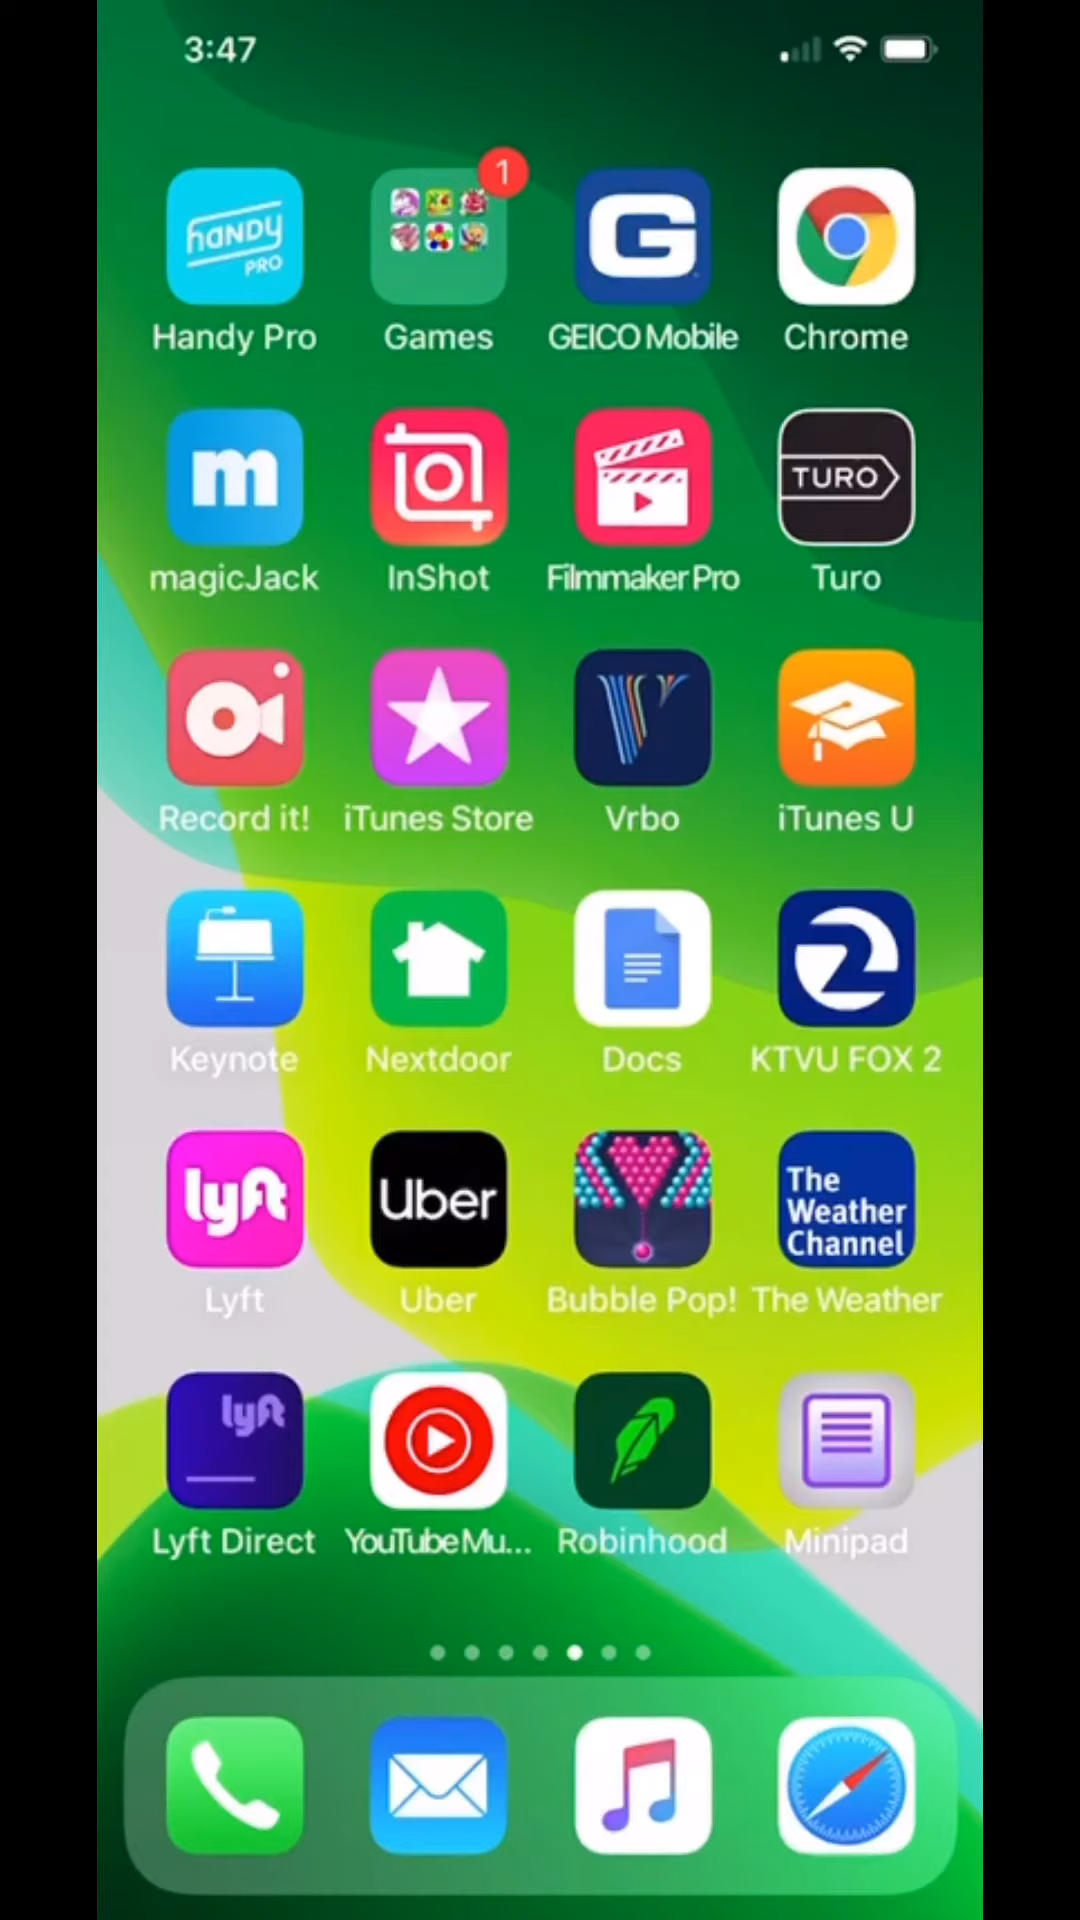 3:47
1
handy
PRO
G
Handy Pro
Games
GEICO Mobile
Chrome
m
TURO
magicJack
InShot
Filmmaker Pro
Turo
V
Record it!
iTunes Store
Vrbo
iTunes U
2
Keynote
Nextdoor
Docs
KTVU FOX 2
lyft
Uber
The
Weather
Channel
Lyft
Uber
Bubble Pop!
The Weather
lyft
Lyft Direct
YouTube Mu...
Robinhood
Minipad